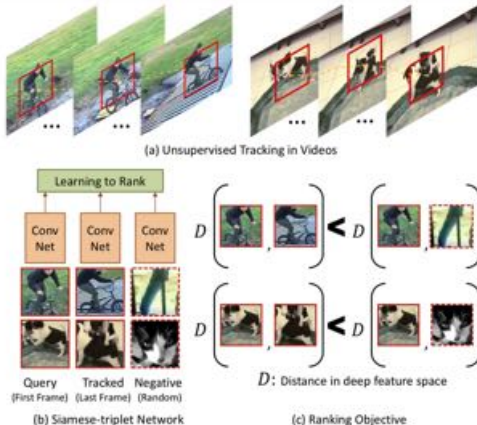 ...
...
...
...
(a) Unsupervised Tracking in Videos
Learning to Rank
Conv Net
Conv Net
Conv Net
Query
(First Frame)
Tracked
(Last Frame)
Negative
(Random)
(b) Siamese-triplet Network
D ( , ) < D ( , )
D ( , ) < D ( , )
D: Distance in deep feature space
(c) Ranking Objective